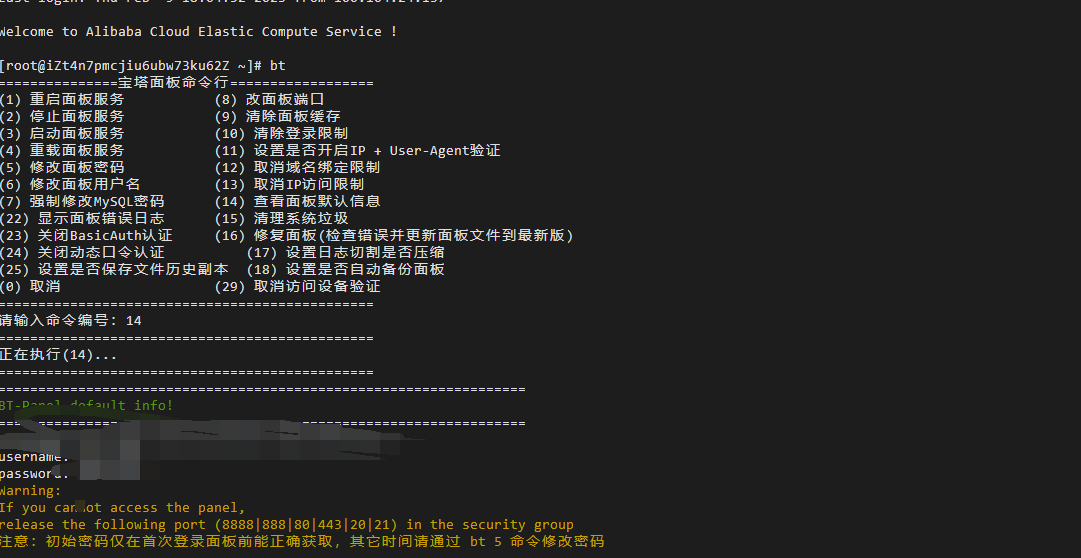 Welcome to Alibaba Cloud Elastic Compute Service !
[root@iZt4n7pmcjiu6ubw73ku62Z ~]# bt
===============宝塔面板命令行==================
(1) 重启面板服务 (8) 改面板端口
(2) 停止面板服务 (9) 清除面板缓存
(3) 启动面板服务 (10) 清除登录限制
(4) 重载面板服务 (11) 设置是否开启IP + User-Agent验证
(5) 修改面板密码 (12) 取消域名绑定限制
(6) 修改面板用户名 (13) 取消IP访问限制
(7) 强制修改MySQL密码 (14) 查看面板默认信息
(22) 显示面板错误日志 (15) 清理系统垃圾
(23) 关闭BasicAuth认证 (16) 修复面板(检查错误并更新面板文件到最新版)
(24) 关闭动态口令认证 (17) 设置日志切割是否压缩
(25) 设置是否保存文件历史副本 (18) 设置是否自动备份面板
(0) 取消 (29) 取消访问设备验证
===============================================
请输入命令编号: 14
===============================================
正在执行(14)...
===============================================
==================================================================
BT-Panel default info!
==================================================================
username:
password:
Warning:
If you cannot access the panel,
release the following port (8888|888|80|443|20|21) in the security group
注意: 初始密码仅在首次登录面板前能正确获取, 其它时间请通过 bt 5 命令修改密码